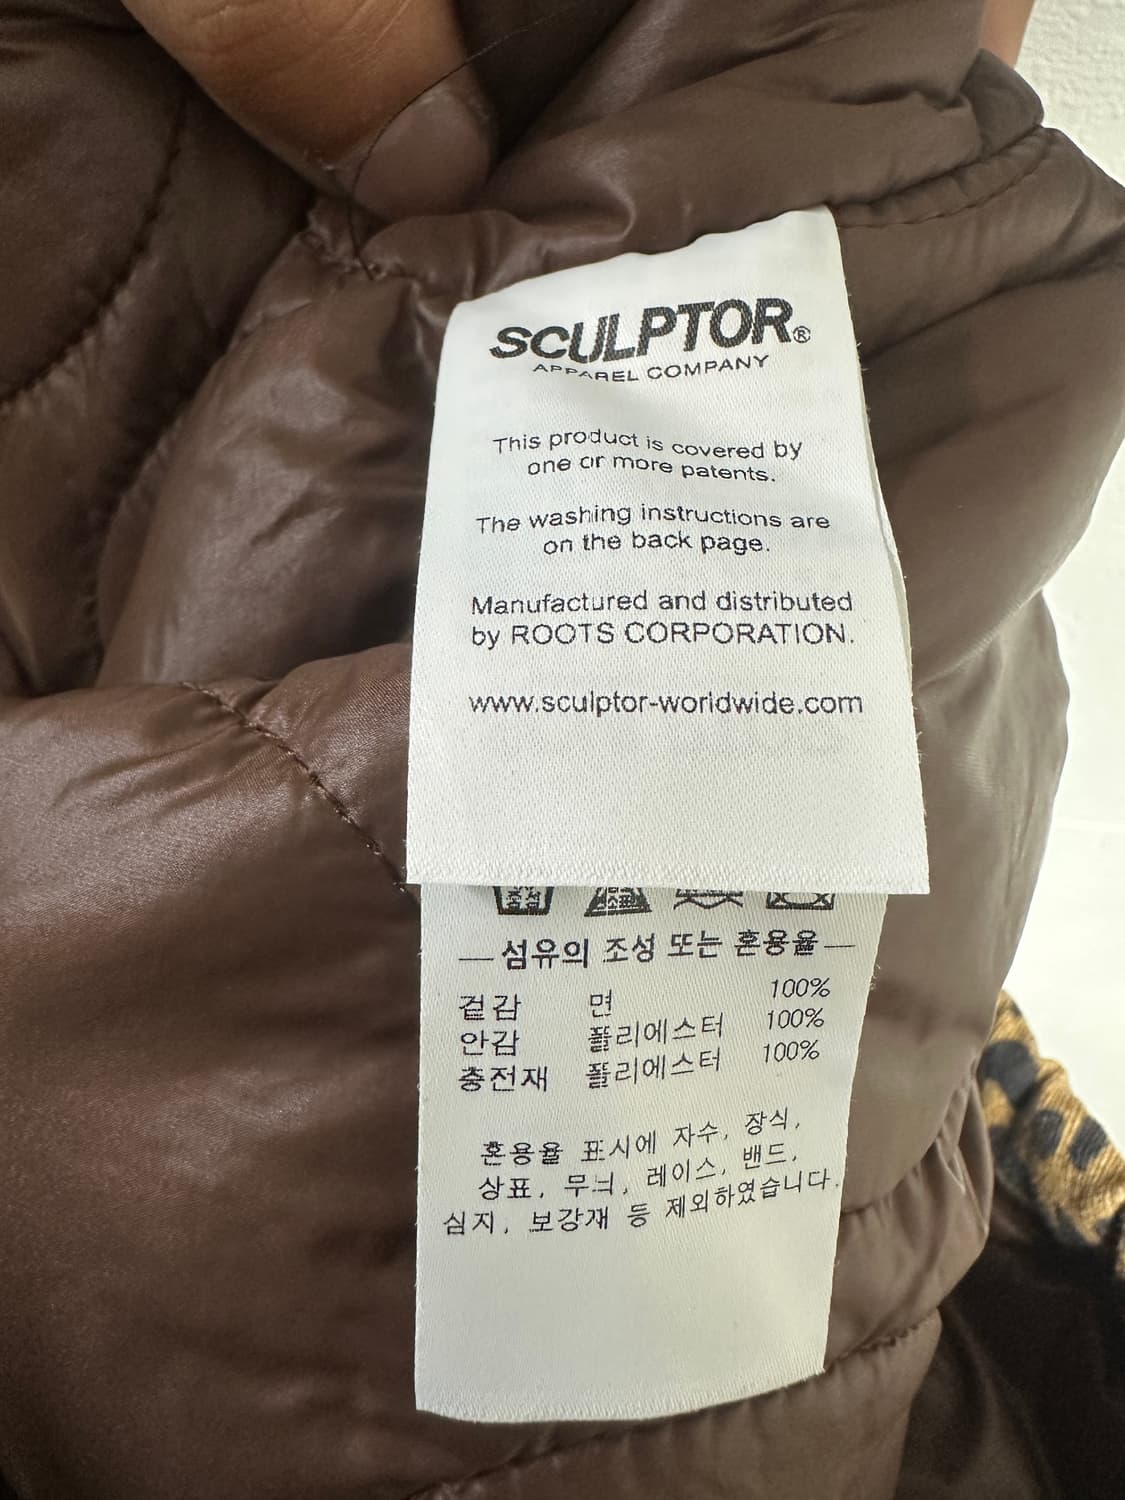 SCULPTOR®
APPAREL COMPANY
This product is covered by
one or more patents.
The washing instructions are
on the back page.
Manufactured and distributed
by ROOTS CORPORATION.
www.sculptor-worldwide.com
섬유의 조성 또는 혼용율
겉감 면 100%
안감 폴리에스터 100%
충전재 폴리에스터 100%
혼용율 표시에 자수, 장식,
상표, 무늬, 레이스, 밴드,
심지, 보강재 등 제외하였습니다.